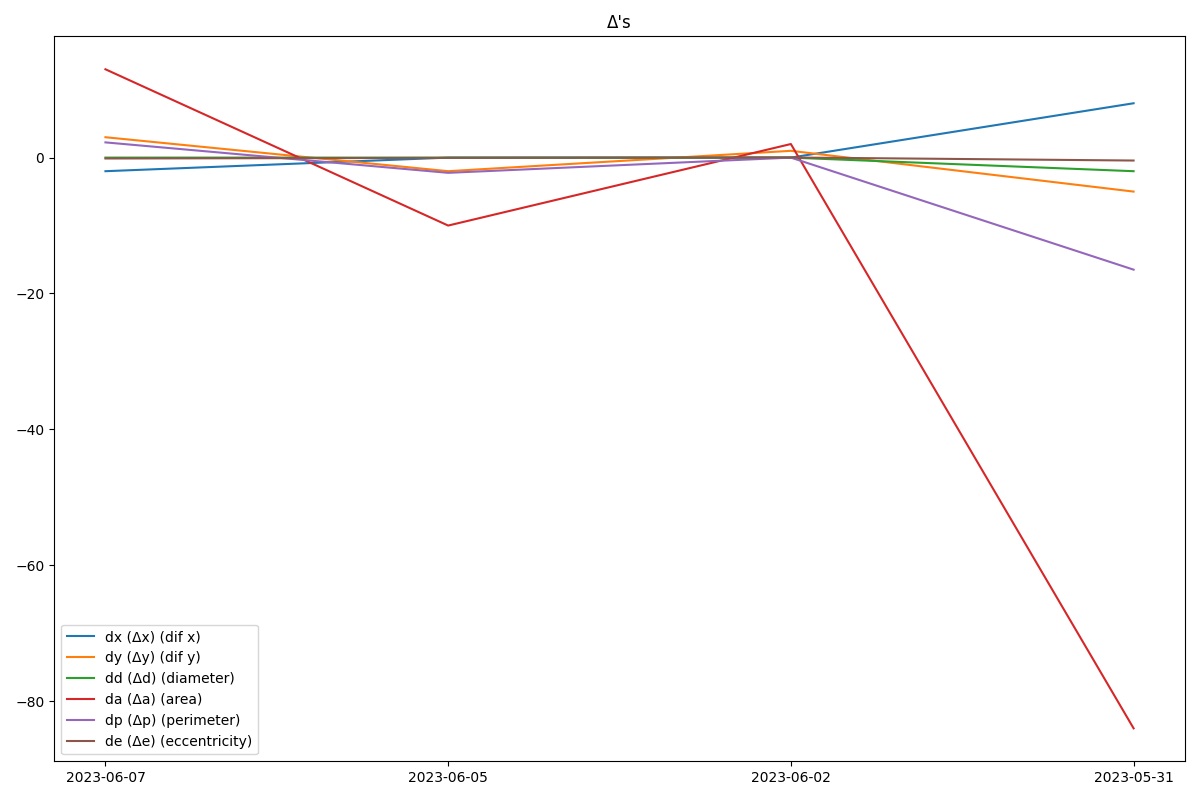 Δ's
0
−20
−40
−60
−80
dx (Δx) (dif x)
dy (Δy) (dif y)
dd (Δd) (diameter)
da (Δa) (area)
dp (Δp) (perimeter)
de (Δe) (eccentricity)
2023-06-07 2023-06-05 2023-06-02 2023-05-31